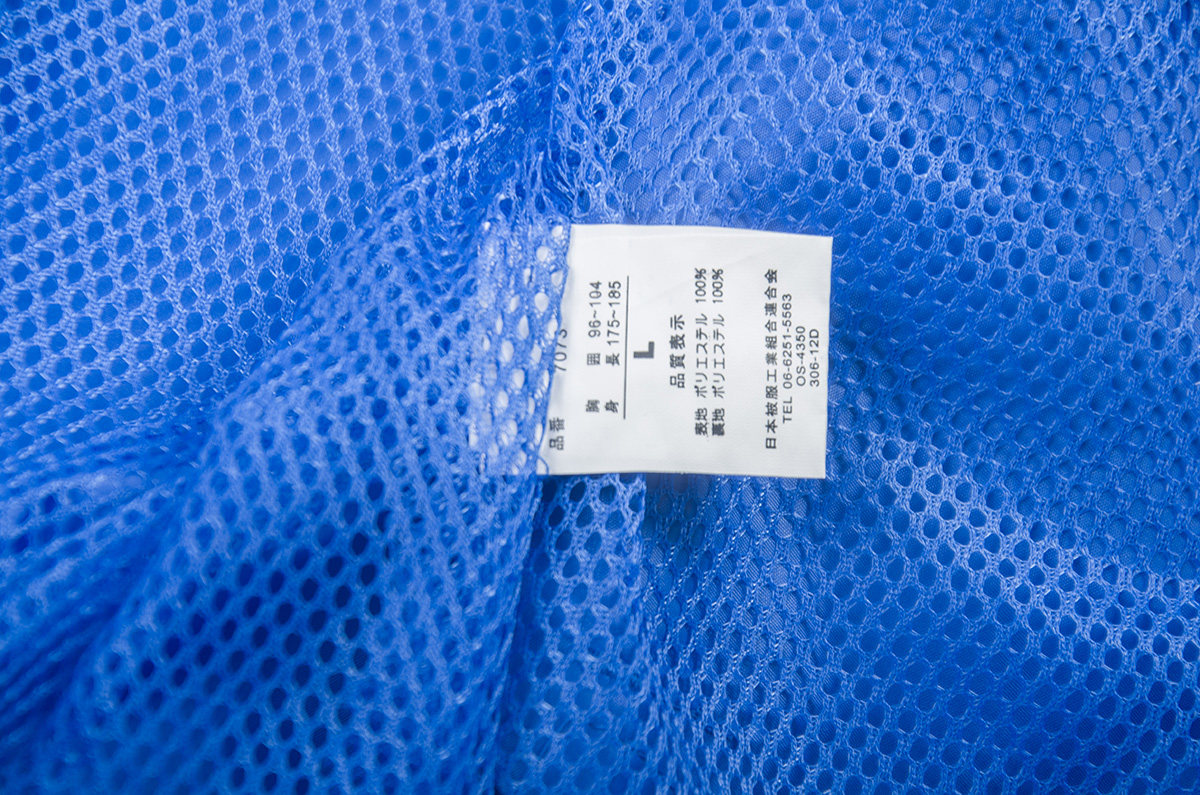 品番 7073
胸 囲 96~104
身 長 175~185
L
品質表示
表地 ポリエステル 100%
裏地 ポリエステル 100%
日本被服工業組合連合会
TEL 06-6251-5563
OS-4350
306-12D